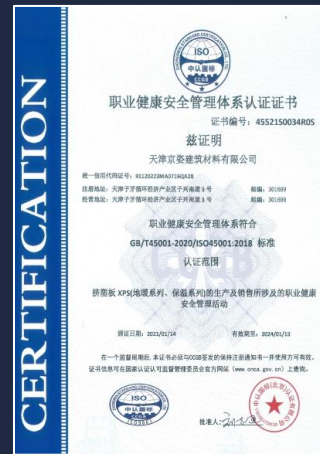 CERTIFICATION
ISO
中认国标
职业健康安全管理体系认证证书
证书编号：45521S0034R0S
兹证明
天津京姿建筑材料有限公司
统一信用代码证号：91120223MA0716QA28
注册地址：天津子牙循环经济产业区子兴南道3号 邮编：301699
经营地址：天津子牙循环经济产业区子兴南道3号 邮编：301699
职业健康安全管理体系符合
GB/T45001-2020/ISO45001:2018 标准
认证范围
挤塑板 XPS(地暖系列、保温系列)的生产及销售所涉及的职业健康
安全管理活动
颁证日期：2021/01/14 有效期至：2024/01/13
在一个监督周期后，本证书必须与CCGB签发的保持注册通知书一并使用方可有效。
证书信息可在国家认证认可监督管理委员会官方网站（www.cnca.gov.cn）上查询。
ISO
中认国标
批准人：